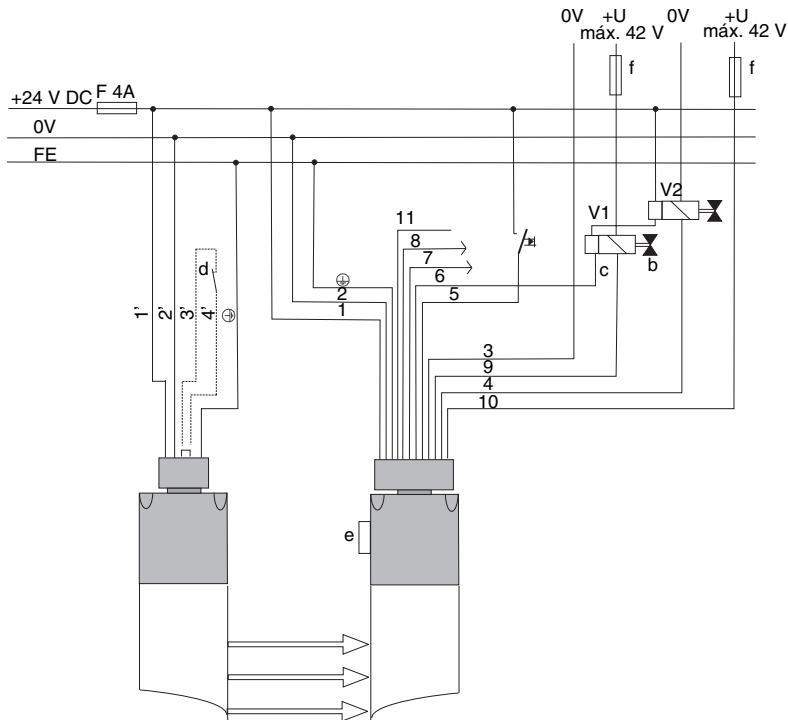 0V +U 0V +U
máx. 42 V máx. 42 V
f f
+24 V DC F 4A
0V
FE
V2
V1
11
8
7
6
5
c b
d
2
1
1' 2' 3' 4'
3
9
4
10
e